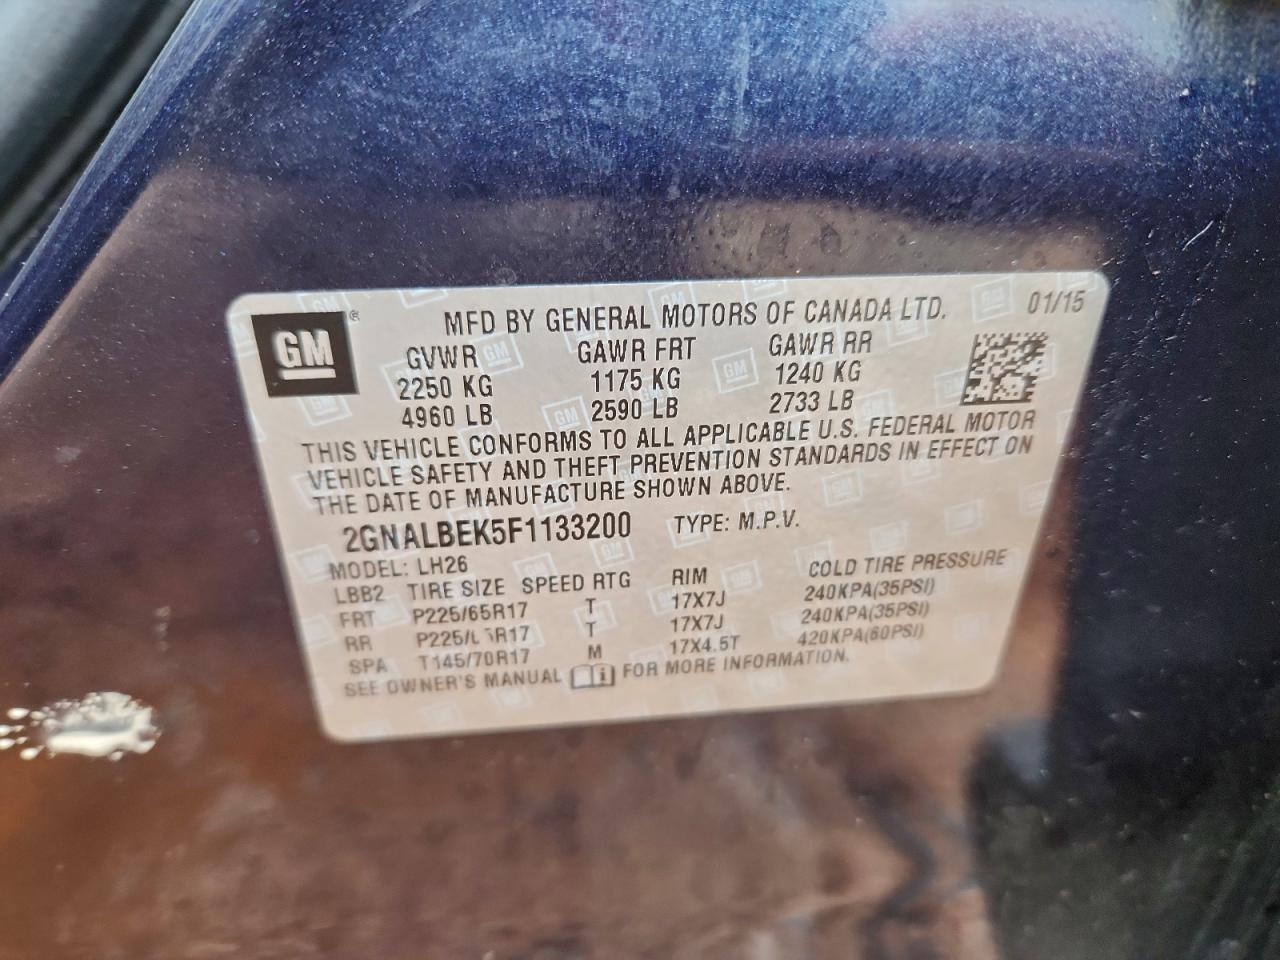 GM ® MFD BY GENERAL MOTORS OF CANADA LTD. 01/15
GVWR GAWR FRT GAWR RR
2250 KG 1175 KG 1240 KG
4960 LB 2590 LB 2733 LB
THIS VEHICLE CONFORMS TO ALL APPLICABLE U.S. FEDERAL MOTOR
VEHICLE SAFETY AND THEFT PREVENTION STANDARDS IN EFFECT ON
THE DATE OF MANUFACTURE SHOWN ABOVE.
2GNALBEK5F1133200 TYPE: M.P.V.
MODEL: LH26
LBB2 TIRE SIZE SPEED RTG RIM COLD TIRE PRESSURE
FRT P225/65R17 T 17X7J 240KPA(35PSI)
RR T 17X7J 240KPA(35PSI)
SPA T145/70R17 M 17X4.5T 420KPA(60PSI)
SEE OWNER'S MANUAL FOR MORE INFORMATION.